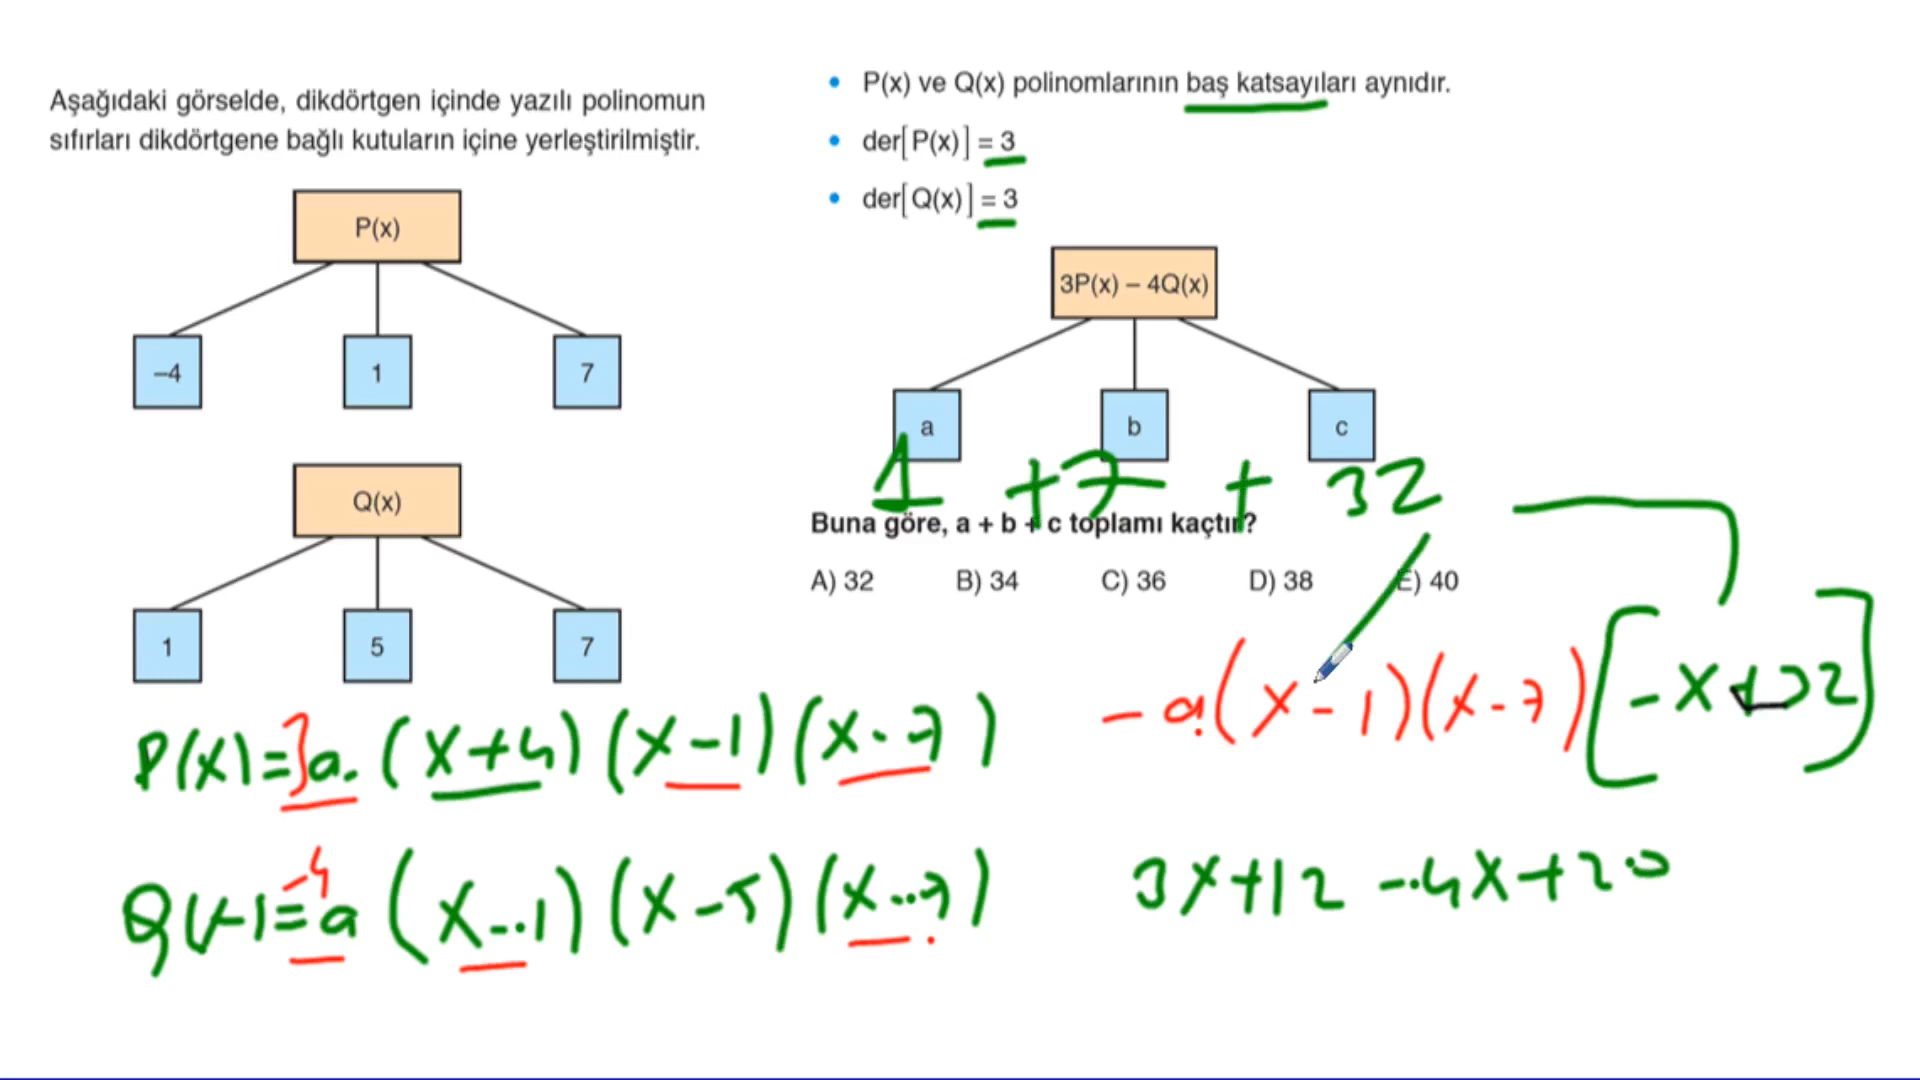 Aşağıdaki görselde, dikdörtgen içinde yazılı polinomun
sıfırları dikdörtgene bağlı kutuların içine yerleştirilmiştir.
P(x)
–4 1 7
Q(x)
1 5 7
• P(x) ve Q(x) polinomlarının baş katsayıları aynıdır.
• der[P(x)] = 3
• der[Q(x)] = 3
3P(x) – 4Q(x)
a b c
1 + 7 + 32
Buna göre, a + b + c toplamı kaçtır?
A) 32 B) 34 C) 36 D) 38 E) 40
P(x) = 3a. (x+4) (x-1) (x-7)
-4
Q(x) = a (x-1) (x-5) (x-7)
- a (x-1)(x-7) [-x+32]
3x+12 -4x+20